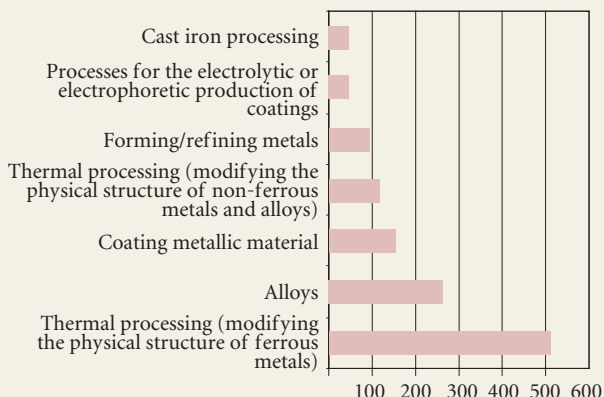 Cast iron processing
Processes for the electrolytic or
electrophoretic production of
coatings
Forming/refining metals
Thermal processing (modifying the
physical structure of non-ferrous
metals and alloys)
Coating metallic material
Alloys
Thermal processing (modifying
the physical structure of ferrous
metals)
100 200 300 400 500 600